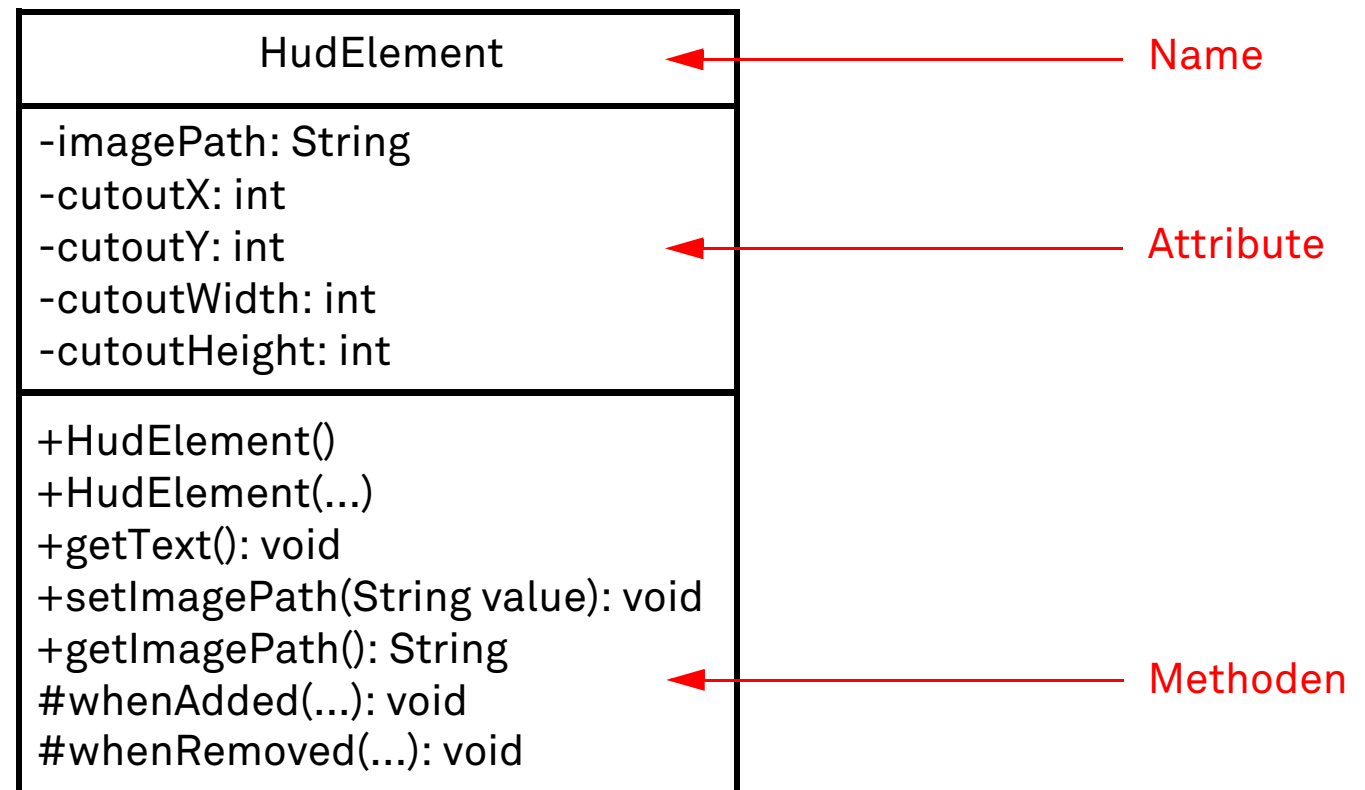 HudElement
Name
-imagePath: String
-cutoutX: int
-cutoutY: int
-cutoutWidth: int
-cutoutHeight: int
Attribute
+HudElement()
+HudElement(...)
+getText(): void
+setImagePath(String value): void
+getImagePath(): String
#whenAdded(...): void
#whenRemoved(...): void
Methoden